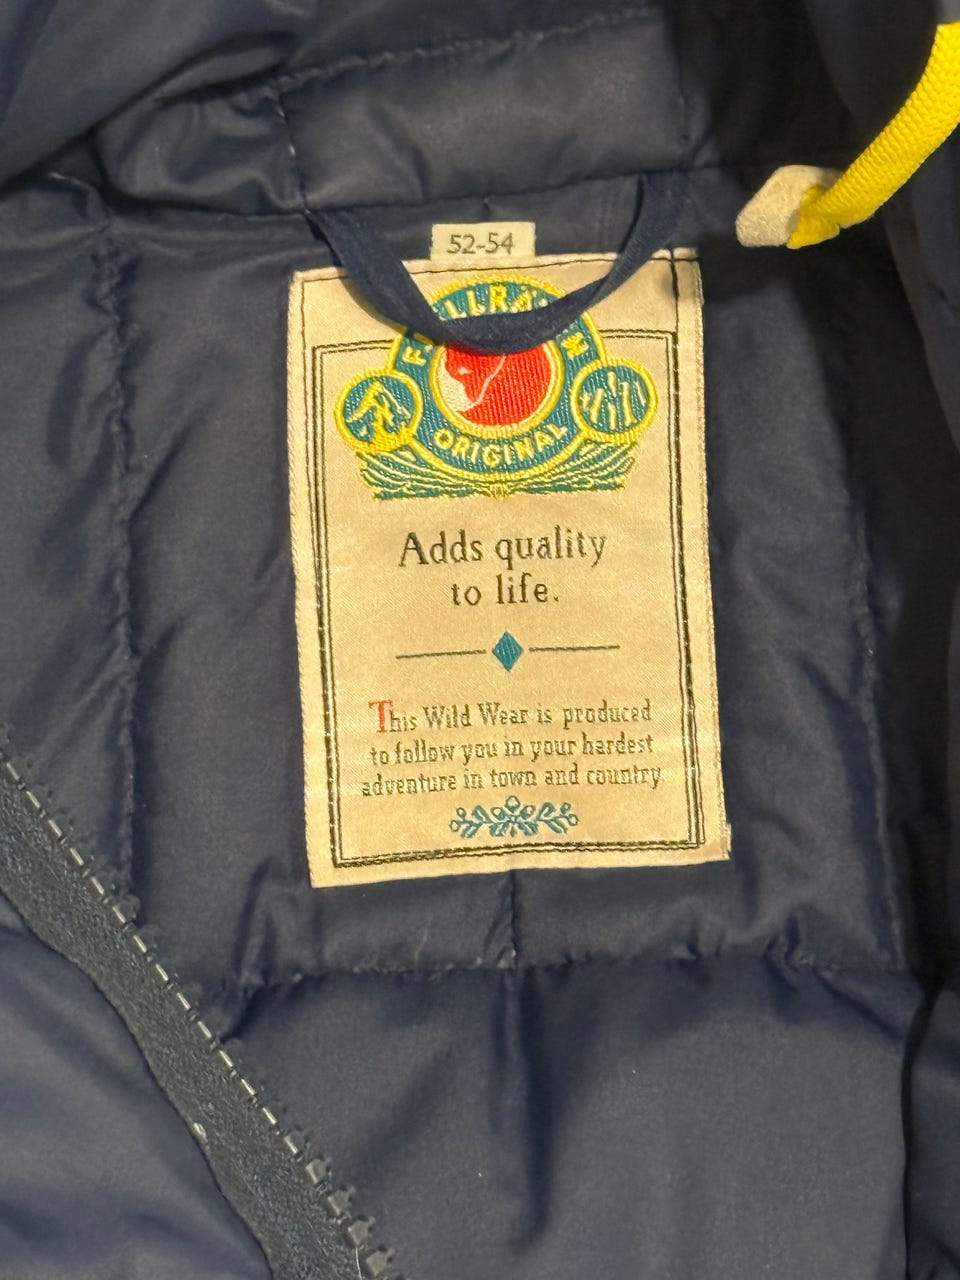 52-54
ORIGINAL
Adds quality
to life.
This Wild Wear is produced
to follow you in your hardest
adventure in town and country.